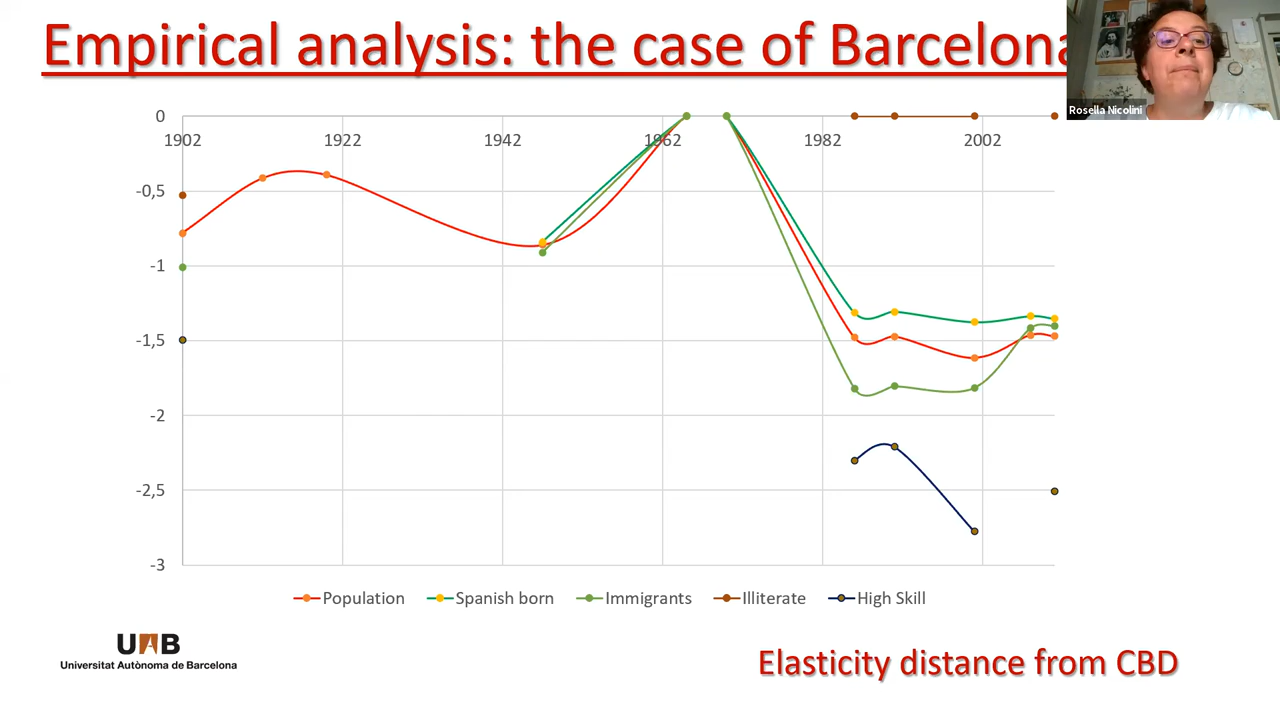 Empirical analysis: the case of Barcelona
Rosella Nicolini
0
1902 1922 1942 1962 1982 2002
-0,5
-1
-1,5
-2
-2,5
-3
Population Spanish born Immigrants Illiterate High Skill
UAB
Universitat Autònoma de Barcelona
Elasticity distance from CBD